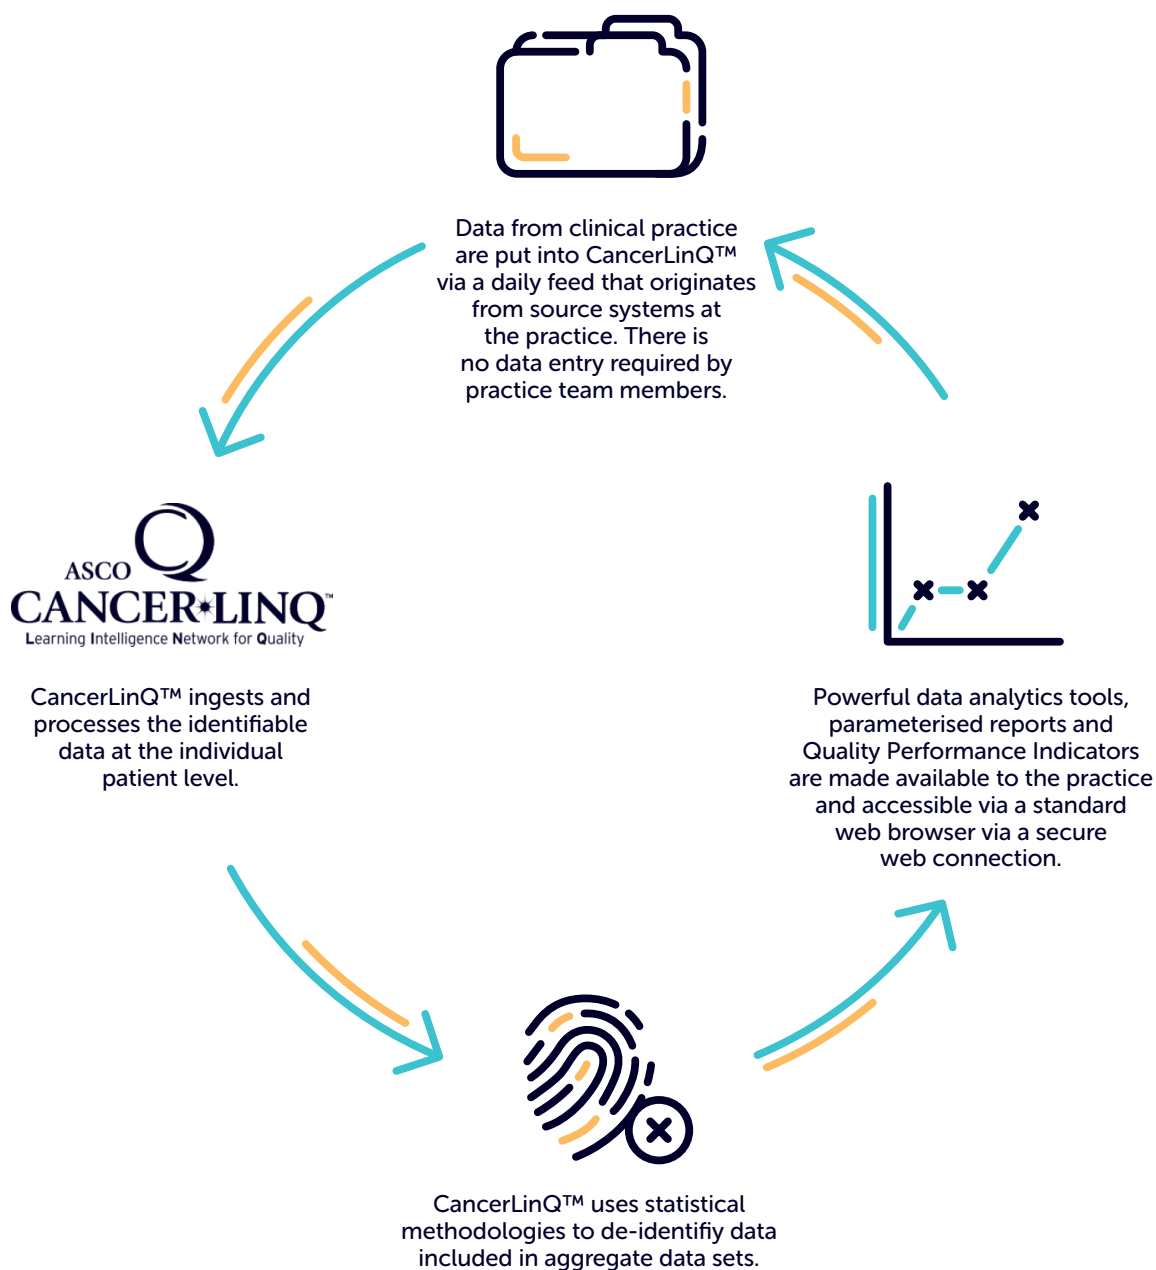 Data from clinical practice
are put into CancerLinQ™
via a daily feed that originates
from source systems at
the practice. There is
no data entry required by
practice team members.
ASCO
CANCER LINQ™
Learning Intelligence Network for Quality
CancerLinQ™ ingests and
processes the identifiable
data at the individual
patient level.
Powerful data analytics tools,
parameterised reports and
Quality Performance Indicators
are made available to the practice
and accessible via a standard
web browser via a secure
web connection.
CancerLinQ™ uses statistical
methodologies to de-identifiy data
included in aggregate data sets.